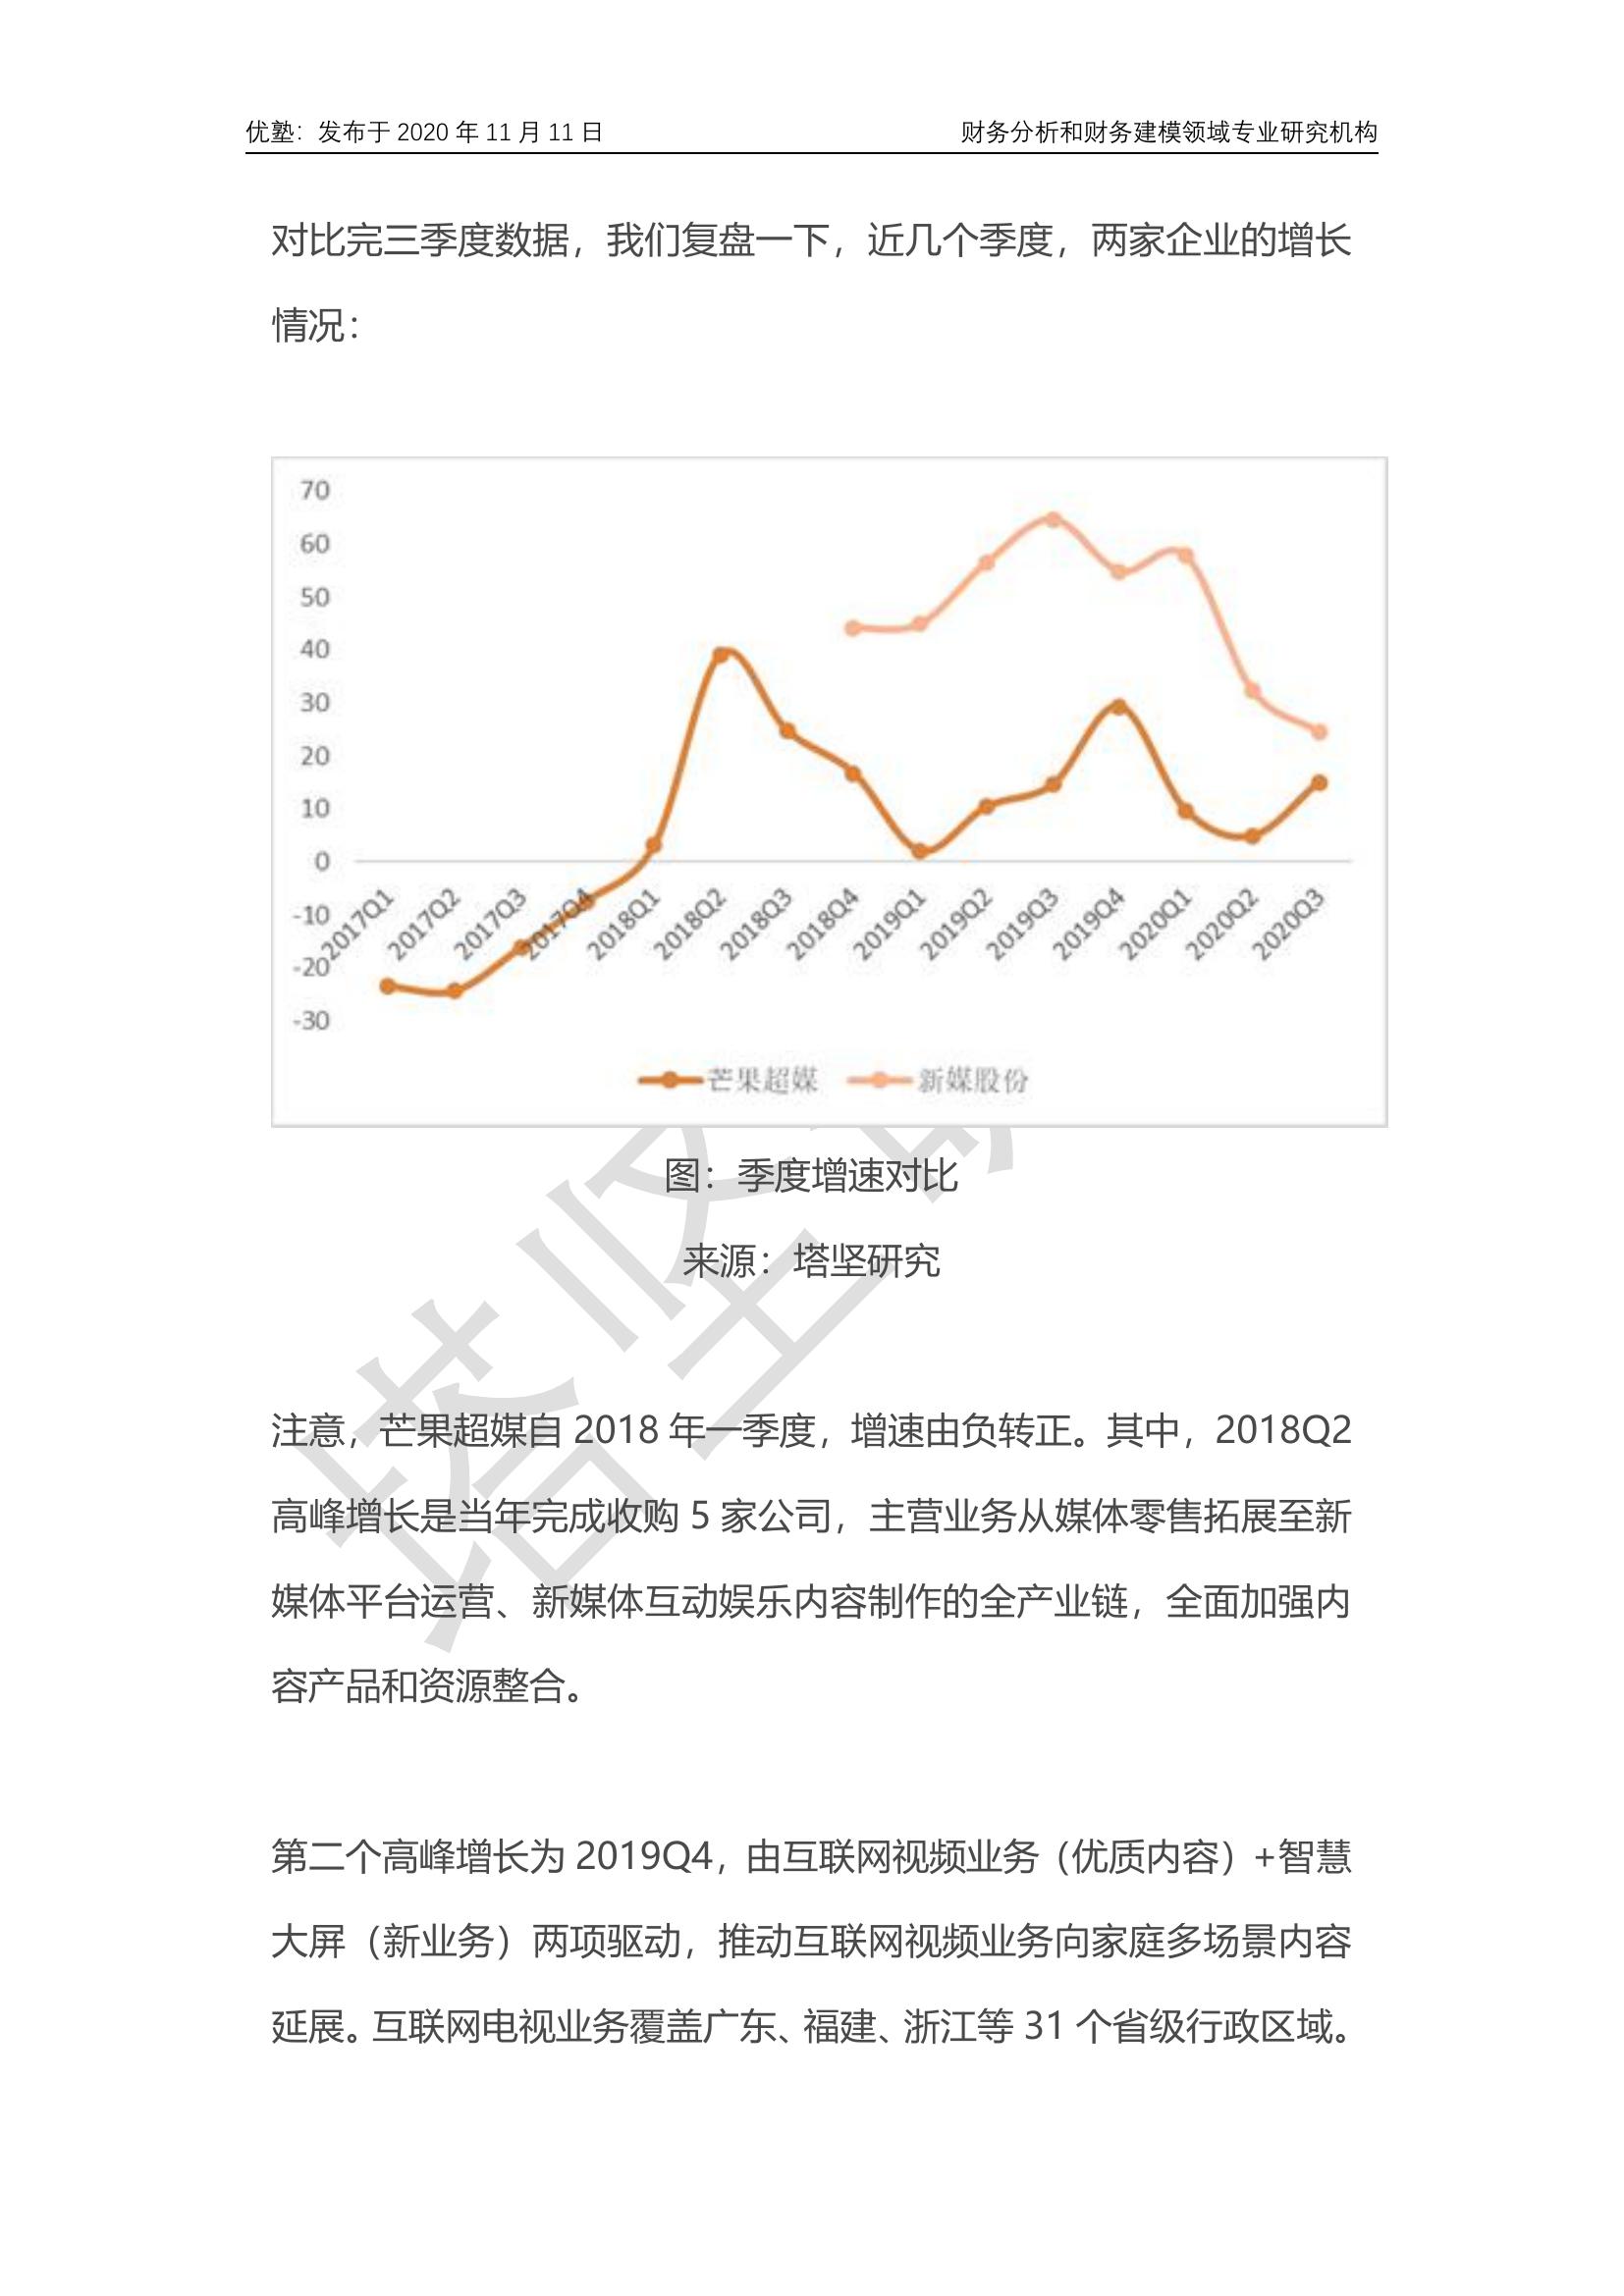 优塾：发布于 2020 年 11 月 11 日
财务分析和财务建模领域专业研究机构
对比完三季度数据，我们复盘一下，近几个季度，两家企业的增长
情况：
70
60
50
40
30
20
10
0
-10
-20
-30
2017Q1
2017Q2
2017Q3
2017Q4
2018Q1
2018Q2
2018Q3
2018Q4
2019Q1
2019Q2
2019Q3
2019Q4
2020Q1
2020Q2
2020Q3
芒果超媒
新媒股份
图：季度增速对比
来源：塔坚研究
注意，芒果超媒自 2018 年一季度，增速由负转正。其中，2018Q2
高峰增长是当年完成收购 5 家公司，主营业务从媒体零售拓展至新
媒体平台运营、新媒体互动娱乐内容制作的全产业链，全面加强内
容产品和资源整合。
第二个高峰增长为 2019Q4，由互联网视频业务（优质内容）+智慧
大屏（新业务）两项驱动，推动互联网视频业务向家庭多场景内容
延展。互联网电视业务覆盖广东、福建、浙江等 31 个省级行政区域。
塔坚